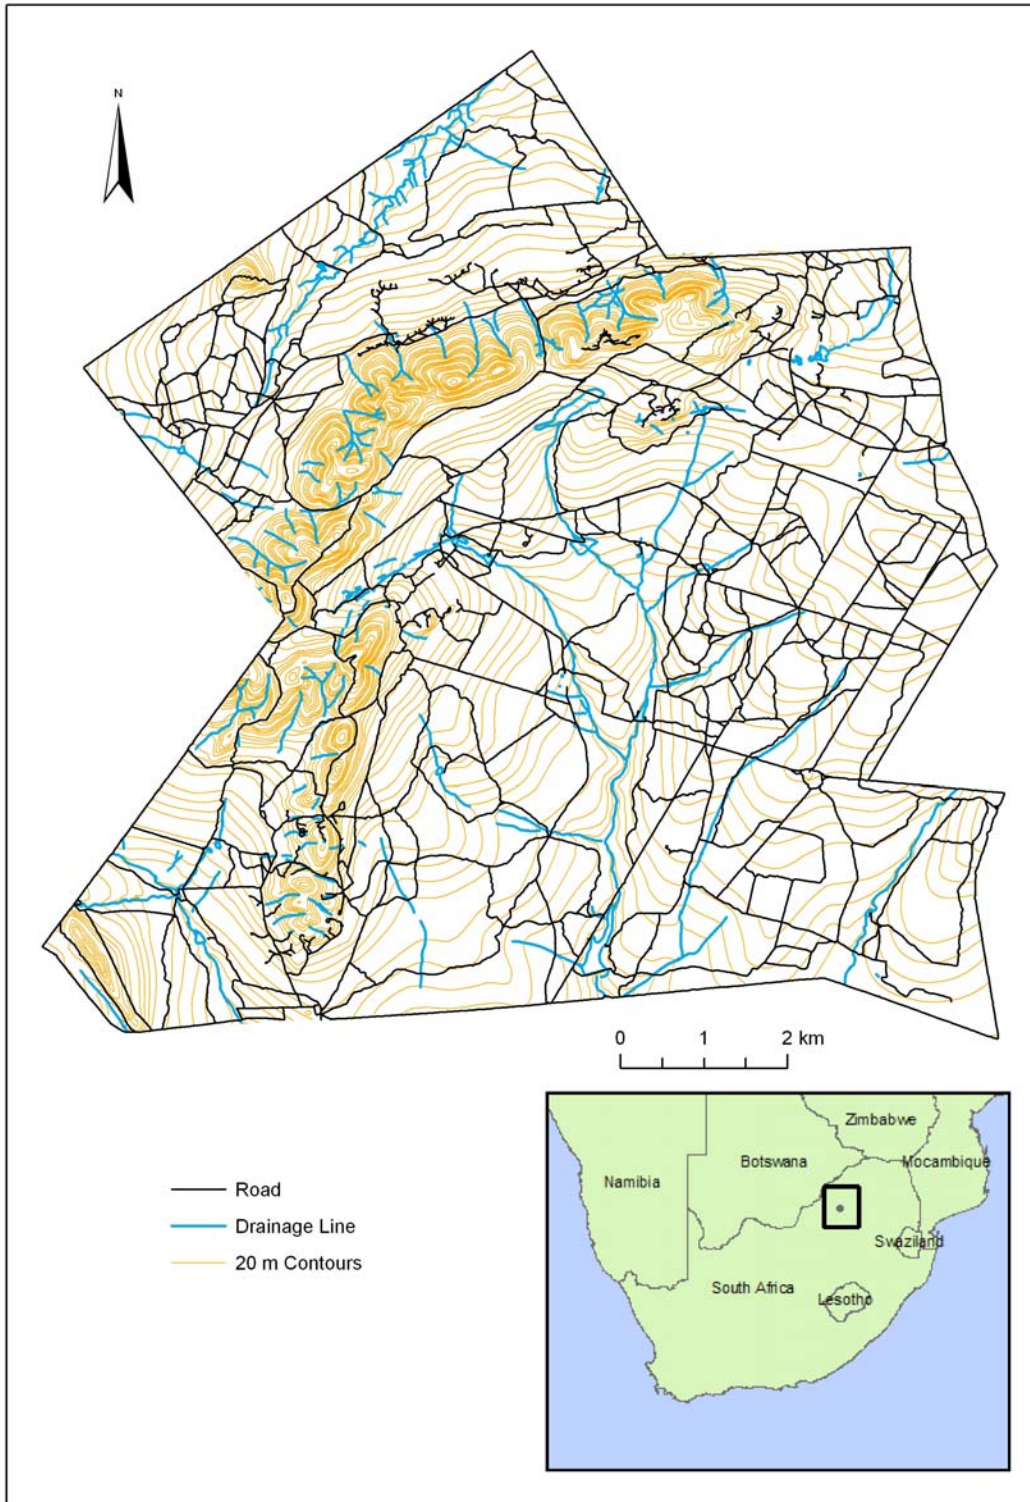 N
0 1 2 km
Road
Drainage Line
20 m Contours
Zimbabwe
Botswana
Mocambique
Namibia
Swaziland
South Africa
Lesotho